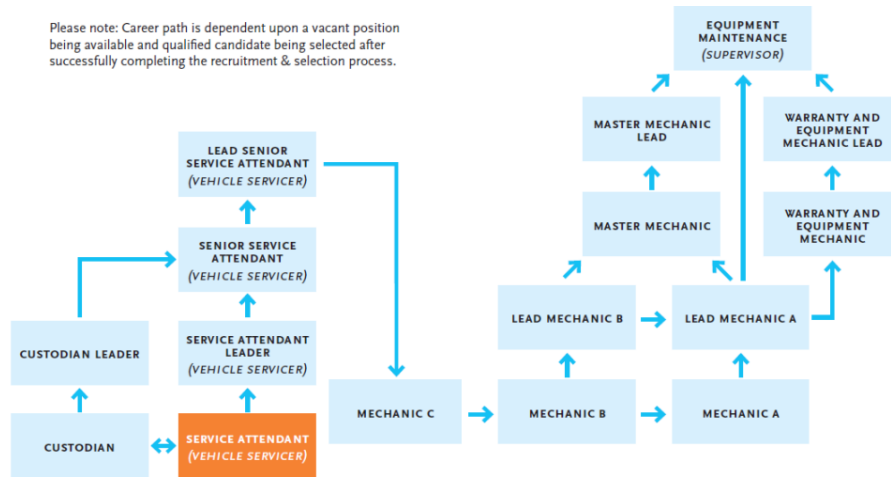 Please note: Career path is dependent upon a vacant position
being available and qualified candidate being selected after
successfully completing the recruitment & selection process.
EQUIPMENT
MAINTENANCE
(SUPERVISOR)
MASTER MECHANIC
LEAD
WARRANTY AND
EQUIPMENT
MECHANIC LEAD
LEAD SENIOR
SERVICE ATTENDANT
(VEHICLE SERVICER)
MASTER MECHANIC
WARRANTY AND
EQUIPMENT
MECHANIC
SENIOR SERVICE
ATTENDANT
(VEHICLE SERVICER)
LEAD MECHANIC B
LEAD MECHANIC A
CUSTODIAN LEADER
SERVICE ATTENDANT
LEADER
(VEHICLE SERVICER)
MECHANIC C
MECHANIC B
MECHANIC A
CUSTODIAN
SERVICE ATTENDANT
(VEHICLE SERVICER)